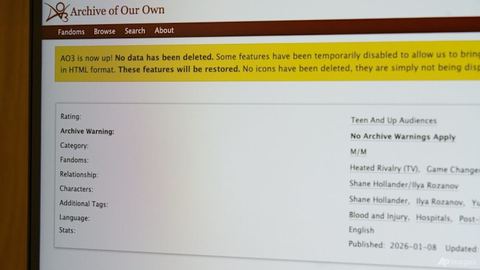 Archive of Our Own
Fandoms Browse Search About
AO3 is now up! No data has been deleted. Some features have been temporarily disabled to allow us to bring
in HTML format. These features will be restored. No icons have been deleted, they are simply not being
Rating: Teen And Up Audiences
Archive Warning: No Archive Warnings Apply
Category: M/M
Fandoms: Heated Rivalry (TV), Game
Relationship: Shane Hollander/Ilya Rozanov
Characters: Shane Hollander, Ilya Rozanov,
Additional Tags: Blood and Injury, Hospitals,
Language: English
Stats: Published: 2026-01-08 Updated: